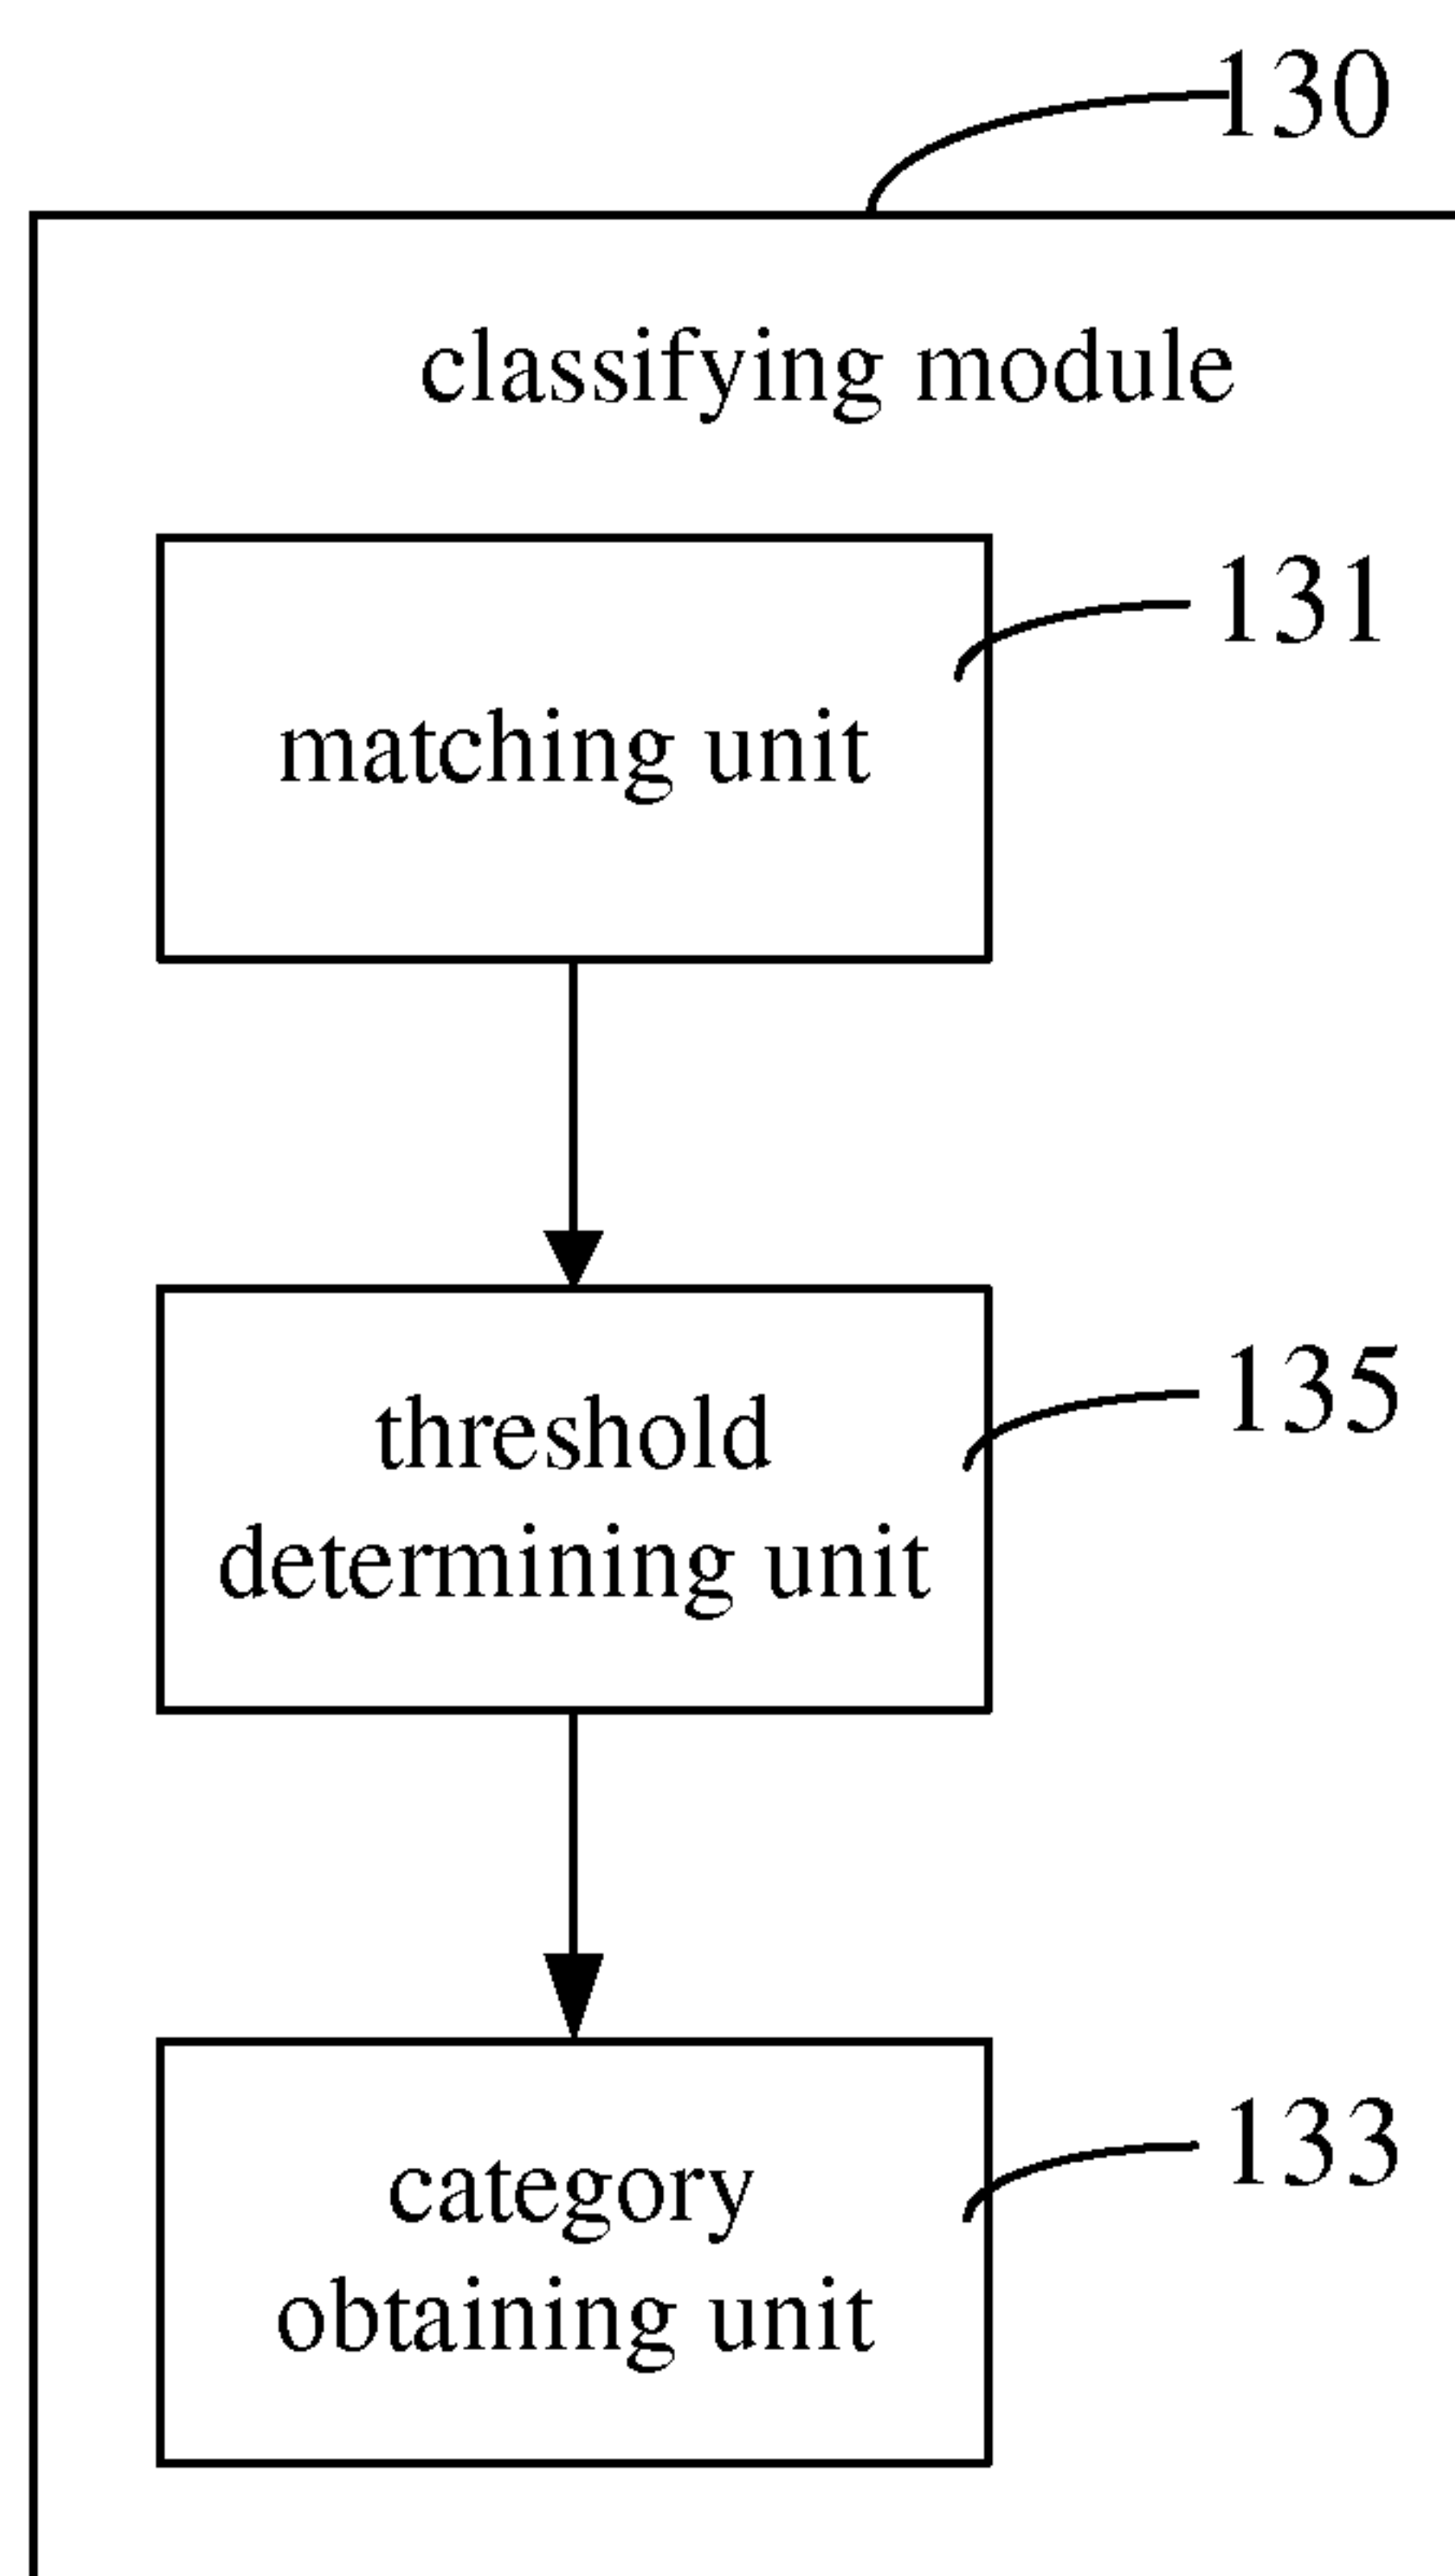 130
classifying module
131
matching unit
135
threshold
determining unit
133
category
obtaining unit